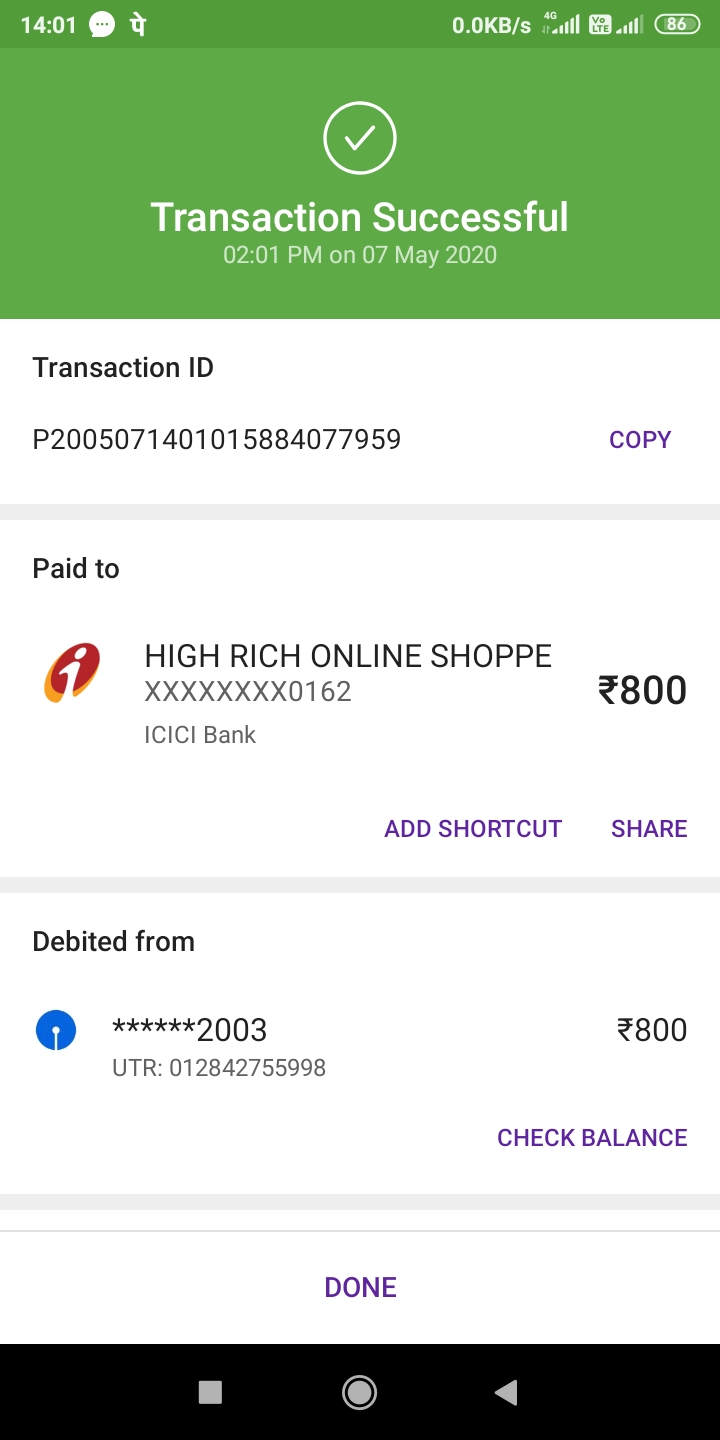 14:01 पे 0.0KB/s 4G Vo LTE 86
Transaction Successful
02:01 PM on 07 May 2020
Transaction ID
P2005071401015884077959 COPY
Paid to
HIGH RICH ONLINE SHOPPE
XXXXXXXX0162 ₹800
ICICI Bank
ADD SHORTCUT SHARE
Debited from
******2003 ₹800
UTR: 012842755998
CHECK BALANCE
DONE